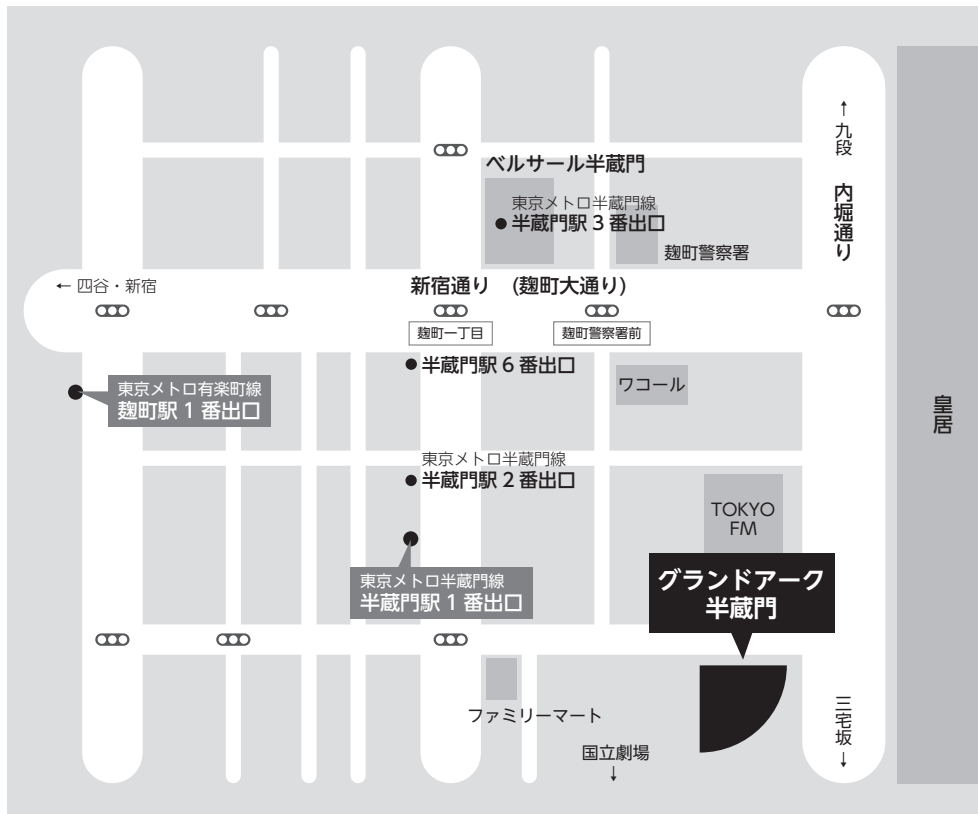 ↑
九段
内堀通り
ベルサール半蔵門
東京メトロ半蔵門線
半蔵門駅 3 番出口
麹町警察署
← 四谷・新宿
新宿通り (麹町大通り)
麹町一丁目
麹町警察署前
半蔵門駅 6 番出口
ワコール
東京メトロ有楽町線
麹町駅 1 番出口
皇居
東京メトロ半蔵門線
半蔵門駅 2 番出口
TOKYO
FM
東京メトロ半蔵門線
半蔵門駅 1 番出口
グランドアーク
半蔵門
ファミリーマート
国立劇場
↓
三宅坂
↓